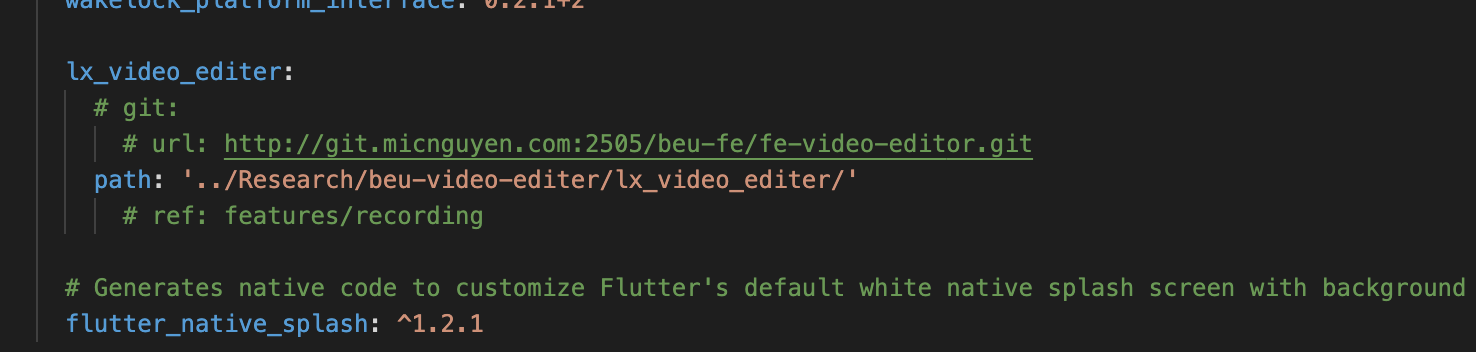 wakelock_platform_interface: 0.2.1+2
lx_video_editer:
# git:
# url: http://git.micnguyen.com:2505/beu-fe/fe-video-editor.git
path: '../Research/beu-video-editer/lx_video_editer/'
# ref: features/recording
# Generates native code to customize Flutter's default white native splash screen with background
flutter_native_splash: ^1.2.1